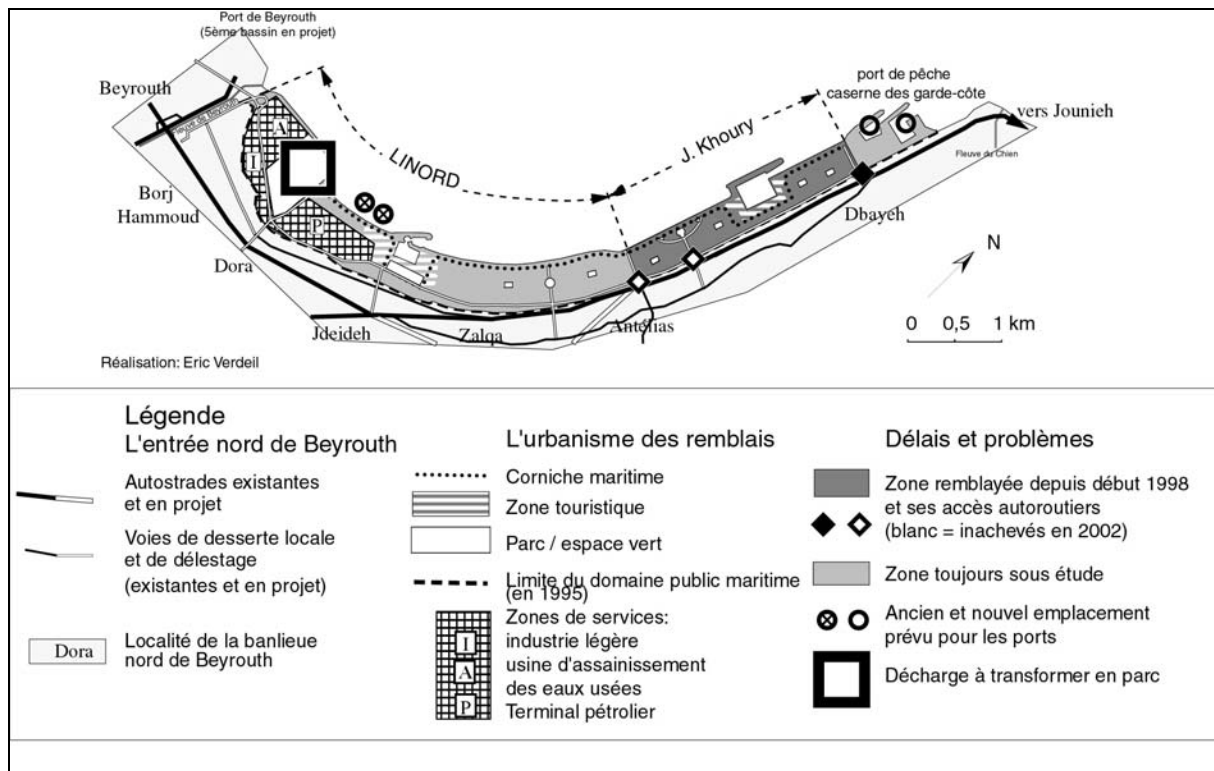 Port de Beyrouth
(5ème bassin en projet)
Beyrouth
Fleuve de Beyrouth
port de pêche
caserne des garde-côte
vers Jounieh
Fleuve du Chien
J. Khoury
LINORD
A
I
P
Borj
Hammoud
Dora
Jdeideh
Zalqa
Antélias
Dbayeh
N
0 0,5 1 km
Réalisation: Eric Verdeil
Légende
L'entrée nord de Beyrouth
Autostrades existantes
et en projet
Voies de desserte locale
et de délestage
(existantes et en projet)
Dora
Localité de la banlieue
nord de Beyrouth
L'urbanisme des remblais
Corniche maritime
Zone touristique
Parc / espace vert
Limite du domaine public maritime
(en 1995)
Zones de services:
I
industrie légère
A
usine d'assainissement
des eaux usées
P
Terminal pétrolier
Délais et problèmes
Zone remblayée depuis début 1998
et ses accès autoroutiers
(blanc = inachevés en 2002)
Zone toujours sous étude
Ancien et nouvel emplacement
prévu pour les ports
Décharge à transformer en parc